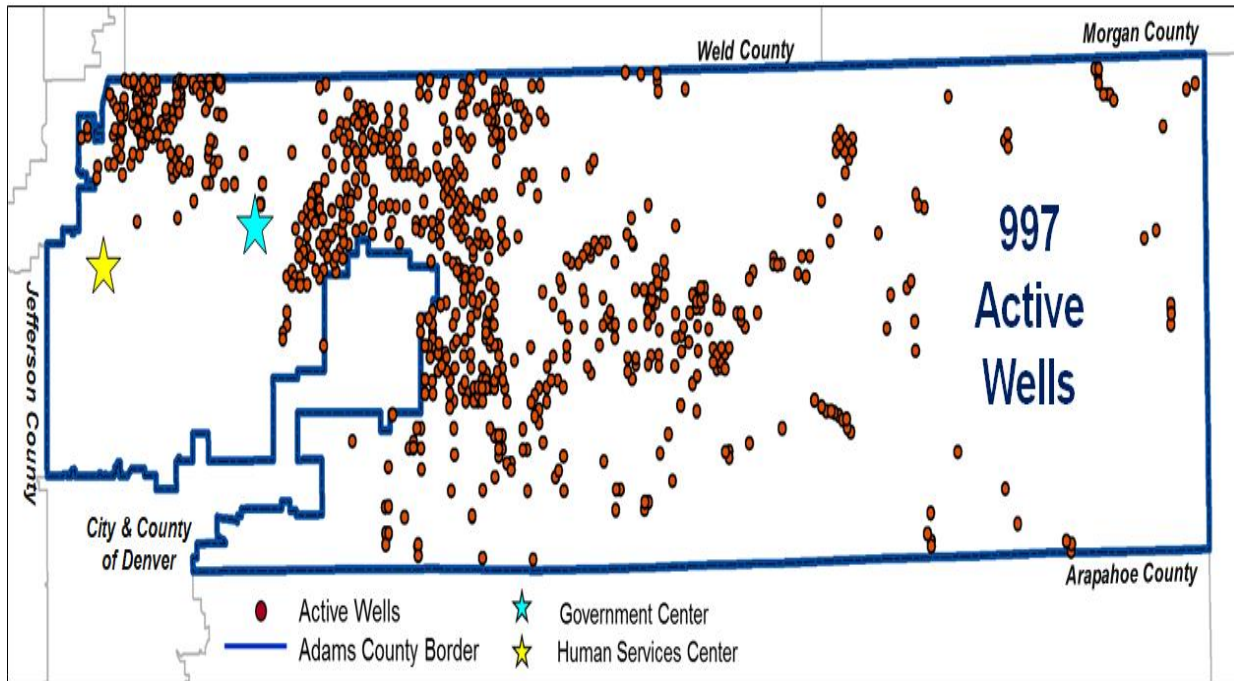 Morgan County
Weld County
997
Active
Wells
Jefferson County
City & County
of Denver
Arapahoe County
Active Wells
Government Center
Adams County Border
Human Services Center